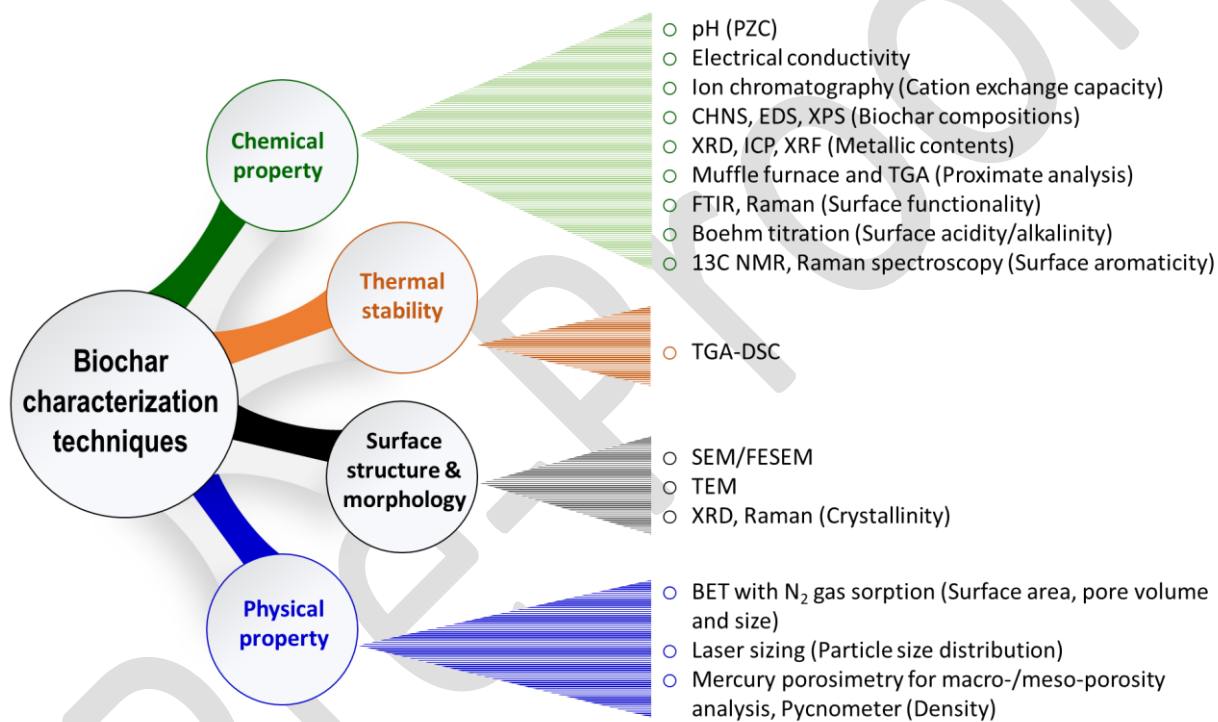 Biochar
characterization
techniques
Chemical
property
○ pH (PZC)
○ Electrical conductivity
○ Ion chromatography (Cation exchange capacity)
○ CHNS, EDS, XPS (Biochar compositions)
○ XRD, ICP, XRF (Metallic contents)
○ Muffle furnace and TGA (Proximate analysis)
○ FTIR, Raman (Surface functionality)
○ Boehm titration (Surface acidity/alkalinity)
○ 13C NMR, Raman spectroscopy (Surface aromaticity)
Thermal
stability
○ TGA-DSC
Surface
structure &
morphology
○ SEM/FESEM
○ TEM
○ XRD, Raman (Crystallinity)
Physical
property
○ BET with N₂ gas sorption (Surface area, pore volume
and size)
○ Laser sizing (Particle size distribution)
○ Mercury porosimetry for macro-/meso-porosity
analysis, Pycnometer (Density)